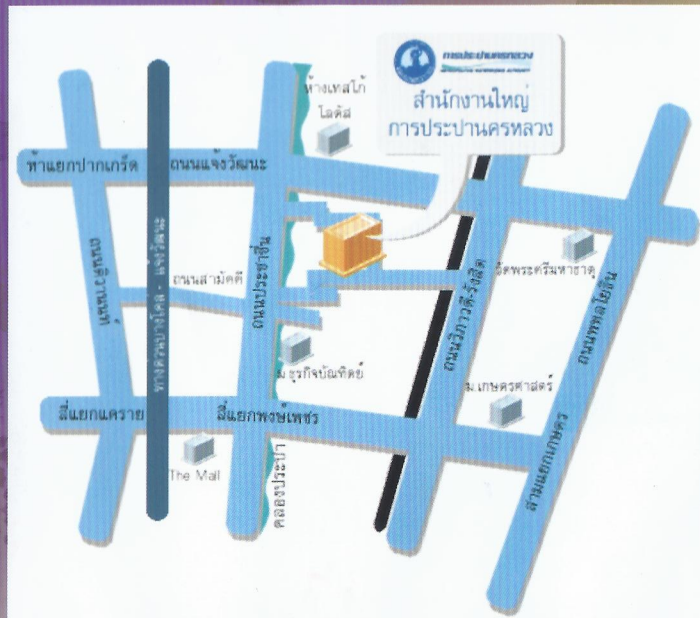 การประปานครหลวง
สำนักงานใหญ่
การประปานครหลวง
ห้างเทสโก้
โลตัส
ห้าแยกปากเกร็ด
ถนนแจ้งวัฒนะ
ถนนติวานนท์
ทางด่วนบางโคล่ - แจ้งวัฒนะ
ถนนสามัคคี
ถนนประชาชื่น
วัดพระศรีมหาธาตุ
ถนนวิภาวดี-รังสิต
ถนนพหลโยธิน
ม.ธุรกิจบัณฑิตย์
ม.เกษตรศาสตร์
สี่แยกแคราย
สี่แยกพงษ์เพชร
สามแยกเกษตร
The Mall
คลองประปา